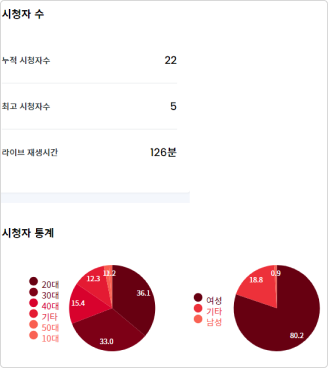 시청자 수
누적 시청자수 22
최고 시청자수 5
라이브 재생시간 126분
시청자 통계
20대
30대
40대
기타
50대
10대
36.1
33.0
15.4
12.3
여성
기타
남성
80.2
18.8
0.9